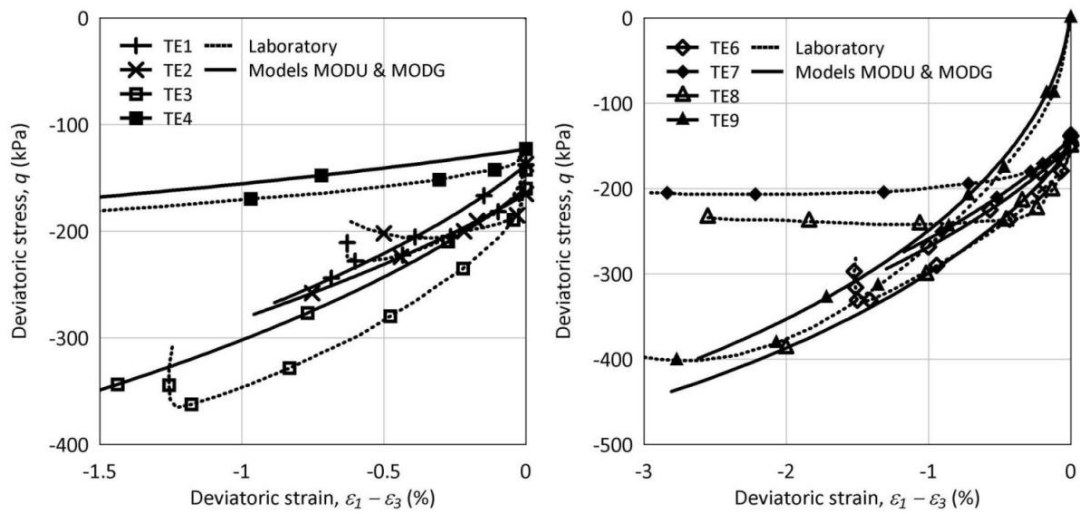 0
-100
-200
-300
-400
Deviatoric stress, q (kPa)
TE1
TE2
TE3
TE4
Laboratory
Models MODU & MODG
-1.5
-1
-0.5
0
Deviatoric strain, ε1 – ε3 (%)
0
-100
-200
-300
-400
-500
Deviatoric stress, q (kPa)
TE6
TE7
TE8
TE9
Laboratory
Models MODU & MODG
-3
-2
-1
0
Deviatoric strain, ε1 – ε3 (%)